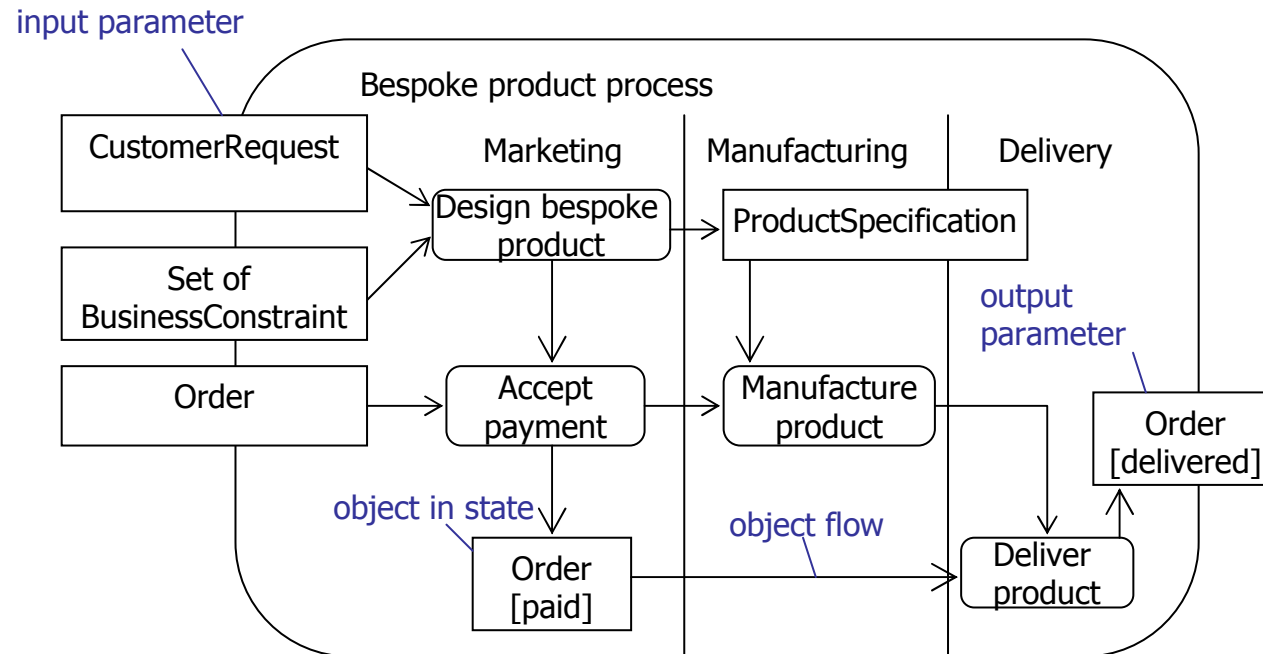 input parameter
Bespoke product process
CustomerRequest
Marketing
Manufacturing
Delivery
Design bespoke
product
ProductSpecification
Set of
BusinessConstraint
output
parameter
Order
Accept
payment
Manufacture
product
Order
[delivered]
object in state
object flow
Order
[paid]
Deliver
product